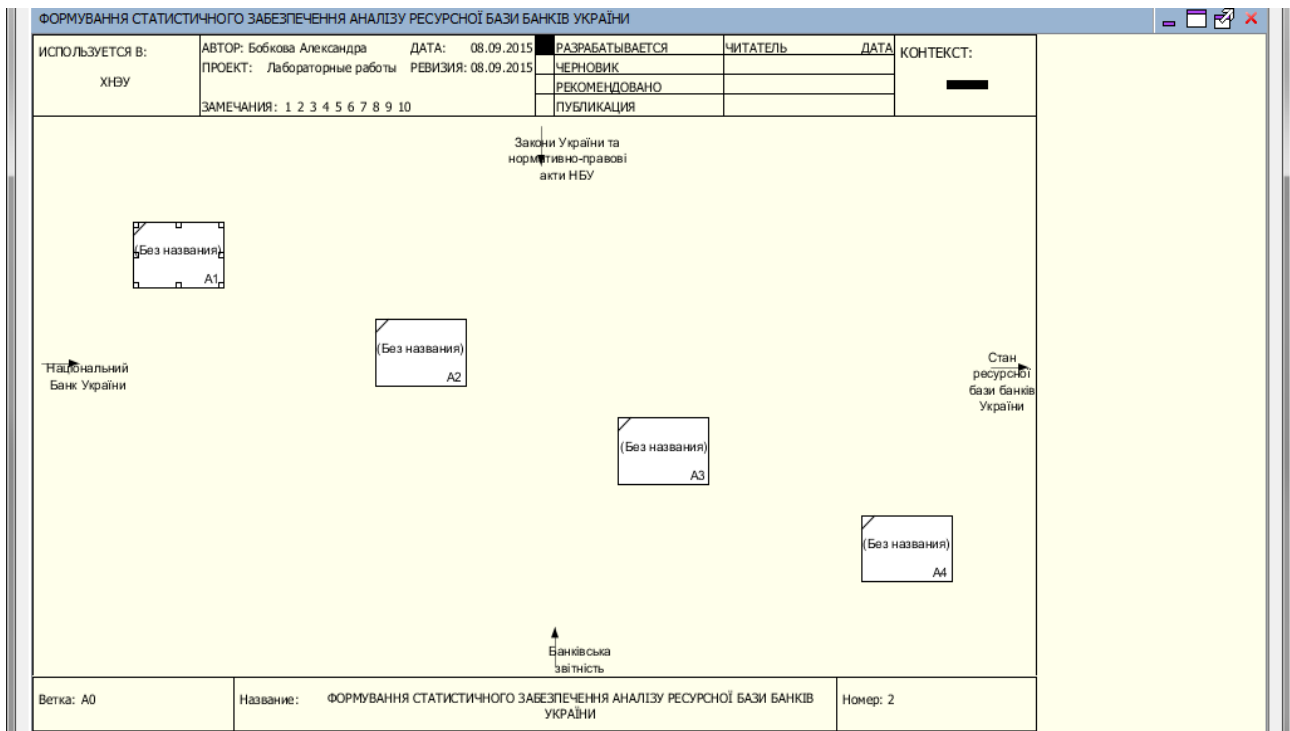 ФОРМУВАННЯ СТАТИСТИЧНОГО ЗАБЕЗПЕЧЕННЯ АНАЛІЗУ РЕСУРСНОЇ БАЗИ БАНКІВ УКРАЇНИ
ИСПОЛЬЗУЕТСЯ В:
ХНЭУ
АВТОР: Бобкова Александра ДАТА: 08.09.2015
ПРОЕКТ: Лабораторные работы РЕВИЗИЯ: 08.09.2015
ЗАМЕЧАНИЯ: 1 2 3 4 5 6 7 8 9 10
РАЗРАБАТЫВАЕТСЯ
ЧЕРНОВИК
РЕКОМЕНДОВАНО
ПУБЛИКАЦИЯ
ЧИТАТЕЛЬ ДАТА
КОНТЕКСТ:
Закони України та
нормативно-правові
акти НБУ
(Без названия)
A1
(Без названия)
A2
Національний
Банк України
Стан
ресурсної
бази банків
України
(Без названия)
A3
(Без названия)
A4
Банківська
звітність
Ветка: A0
Название: ФОРМУВАННЯ СТАТИСТИЧНОГО ЗАБЕЗПЕЧЕННЯ АНАЛІЗУ РЕСУРСНОЇ БАЗИ БАНКІВ
УКРАЇНИ
Номер: 2